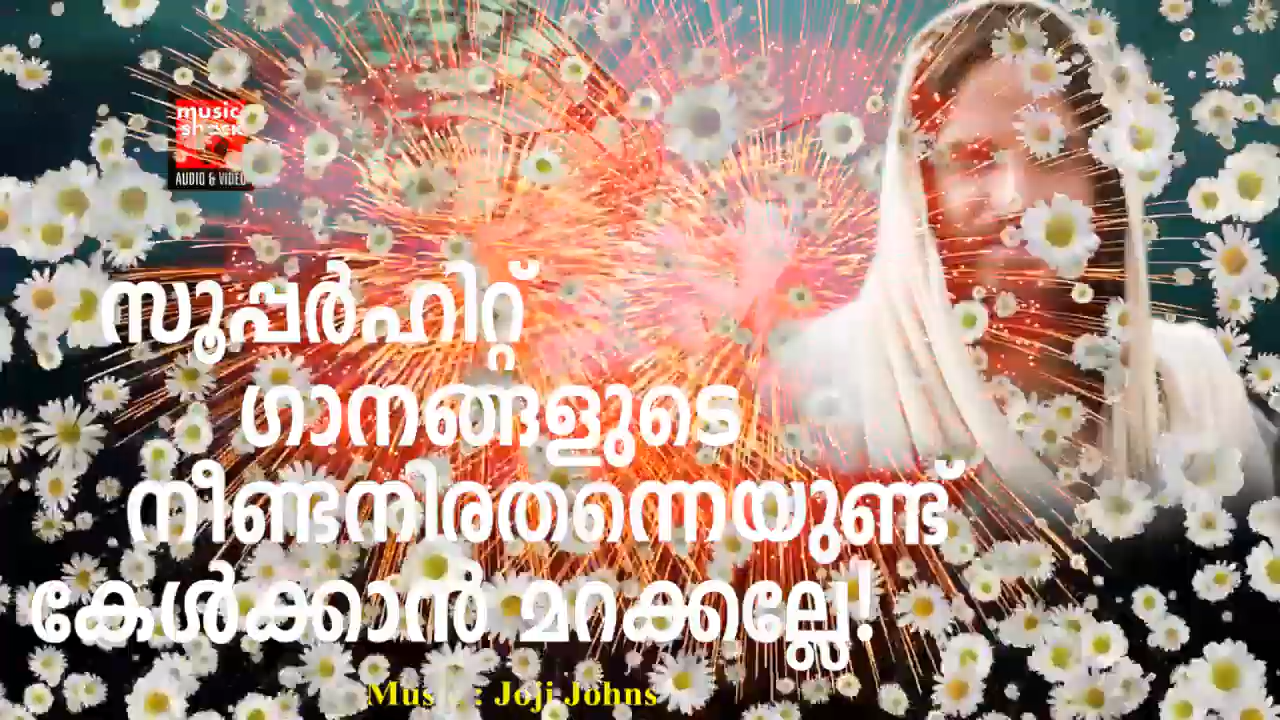 music
shack
AUDIO & VIDEO
സൂപ്പർഹിറ്റ്
ഗാനങ്ങളുടെ
നീണ്ടനിരതന്നെയുണ്ട്
കേൾക്കാൻ മറക്കല്ലേ!
: Joji Johns